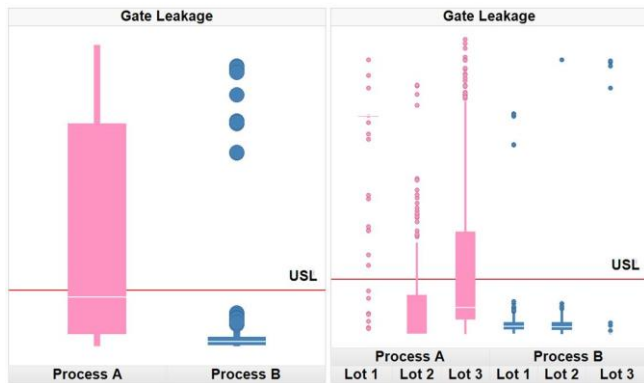 Gate Leakage
USL
Process A Process B
Gate Leakage
USL
Process A Process B
Lot 1 Lot 2 Lot 3 Lot 1 Lot 2 Lot 3